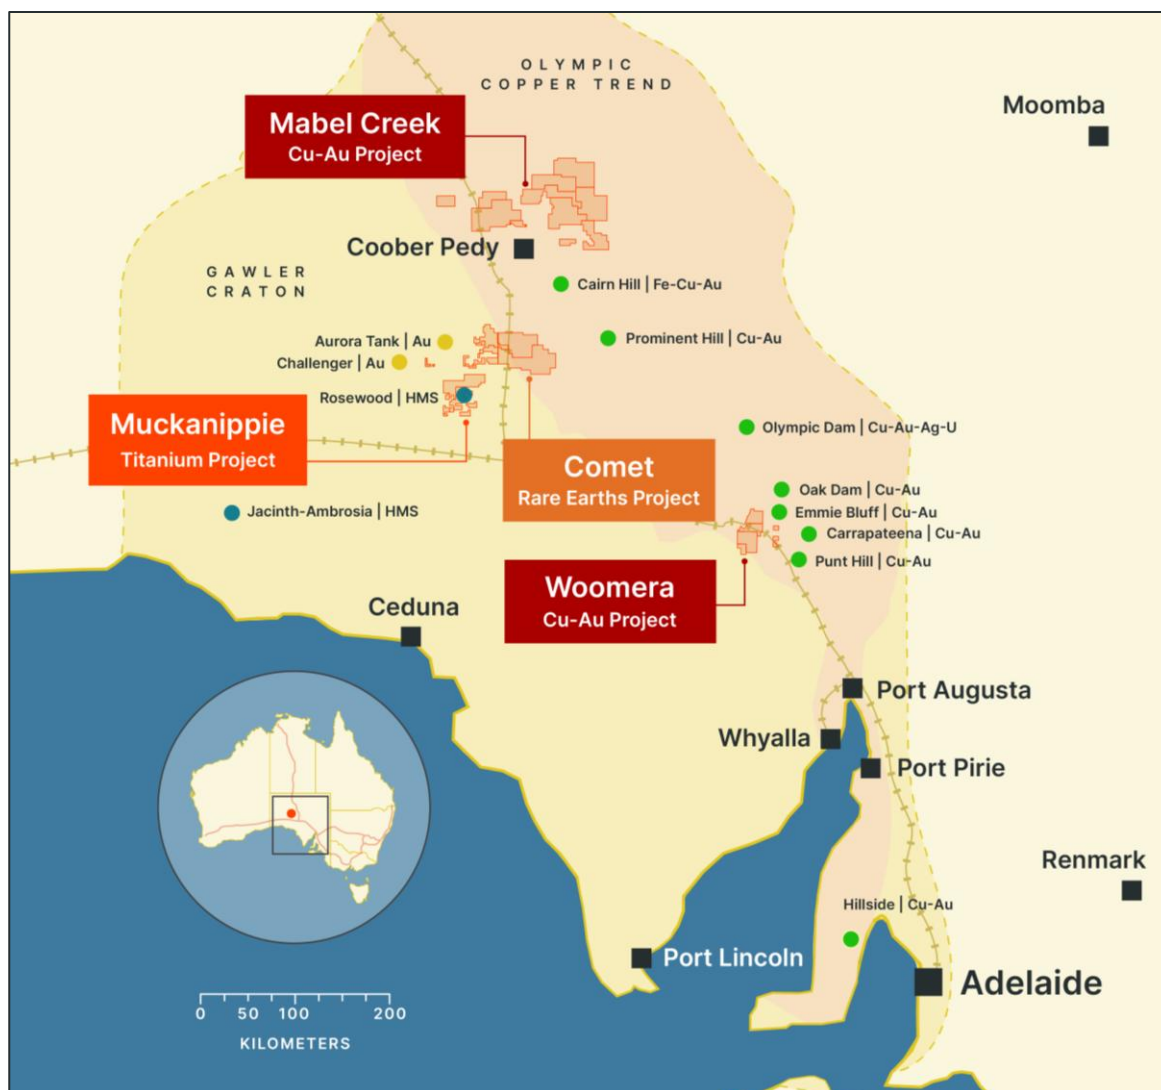 OLYMPIC
COPPER TREND
Moomba
Mabel Creek
Cu-Au Project
Coober Pedy
GAWLER
CRATON
Cairn Hill | Fe-Cu-Au
Aurora Tank | Au
Prominent Hill | Cu-Au
Challenger | Au
Rosewood | HMS
Muckanippie
Titanium Project
Olympic Dam | Cu-Au-Ag-U
Comet
Rare Earths Project
Oak Dam | Cu-Au
Jacinth-Ambrosia | HMS
Emmie Bluff | Cu-Au
Carrapateena | Cu-Au
Punt Hill | Cu-Au
Woomera
Cu-Au Project
Ceduna
Port Augusta
Whyalla
Port Pirie
Renmark
Hillside | Cu-Au
Port Lincoln
Adelaide
0 50 100 200
KILOMETERS